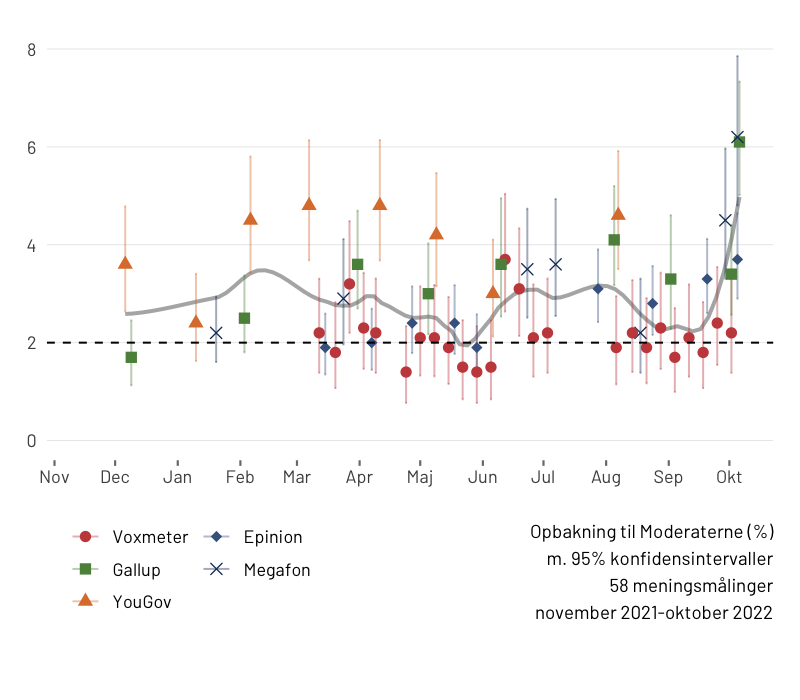 8
6
4
2
0
Nov Dec Jan Feb Mar Apr Maj Jun Jul Aug Sep Okt
Voxmeter Epinion
Gallup Megafon
YouGov
Opbakning til Moderaterne (%)
m. 95% konfidensintervaller
58 meningsmålinger
november 2021-oktober 2022